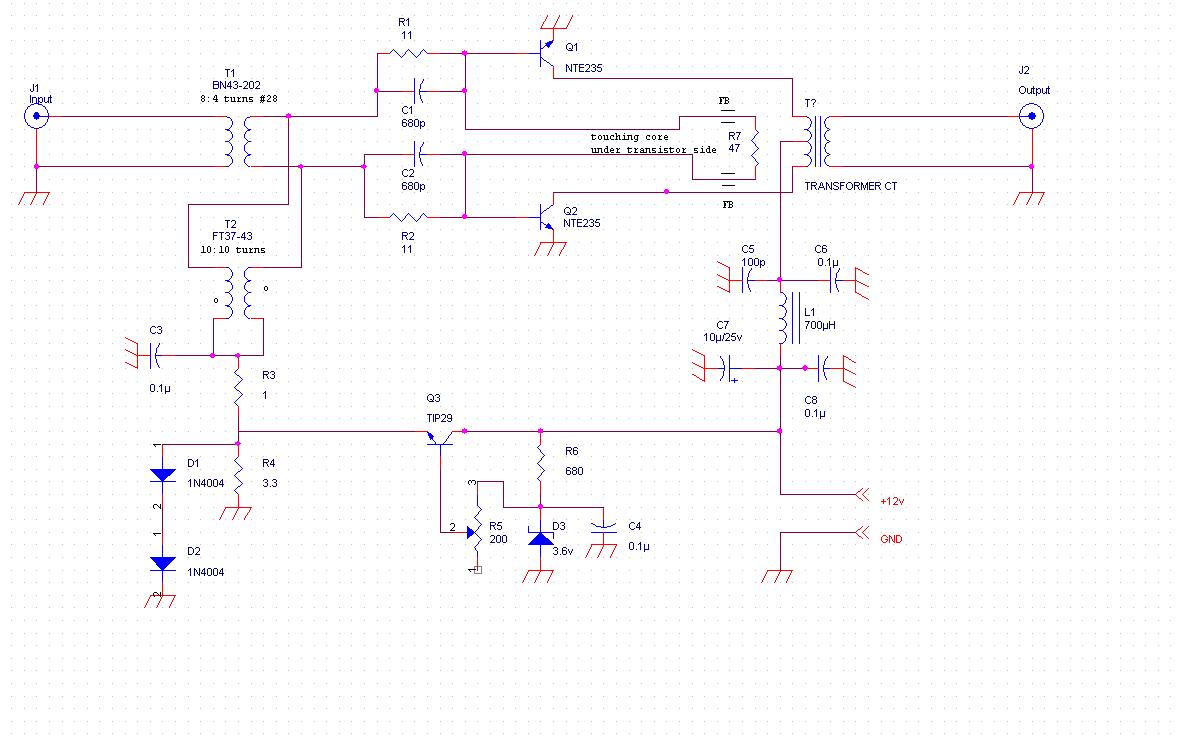 R1
11
Q1
NTE235
J1
Input
T1
BN43-202
8:4 turns #28
C1
680p
FB
T?
J2
Output
touching core
under transistor side
R7
47
C2
680p
FB
TRANSFORMER CT
R2
11
Q2
NTE235
T2
FT37-43
10:10 turns
o
o
C5
100p
C6
0.1µ
L1
700µH
C7
10µ/25v
+
C3
0.1µ
R3
1
C8
0.1µ
Q3
TIP29
1
D1
1N4004
2
R4
3.3
R6
680
3
2
R5
200
1
D3
3.6v
C4
0.1µ
+12v
GND
1
D2
1N4004
2